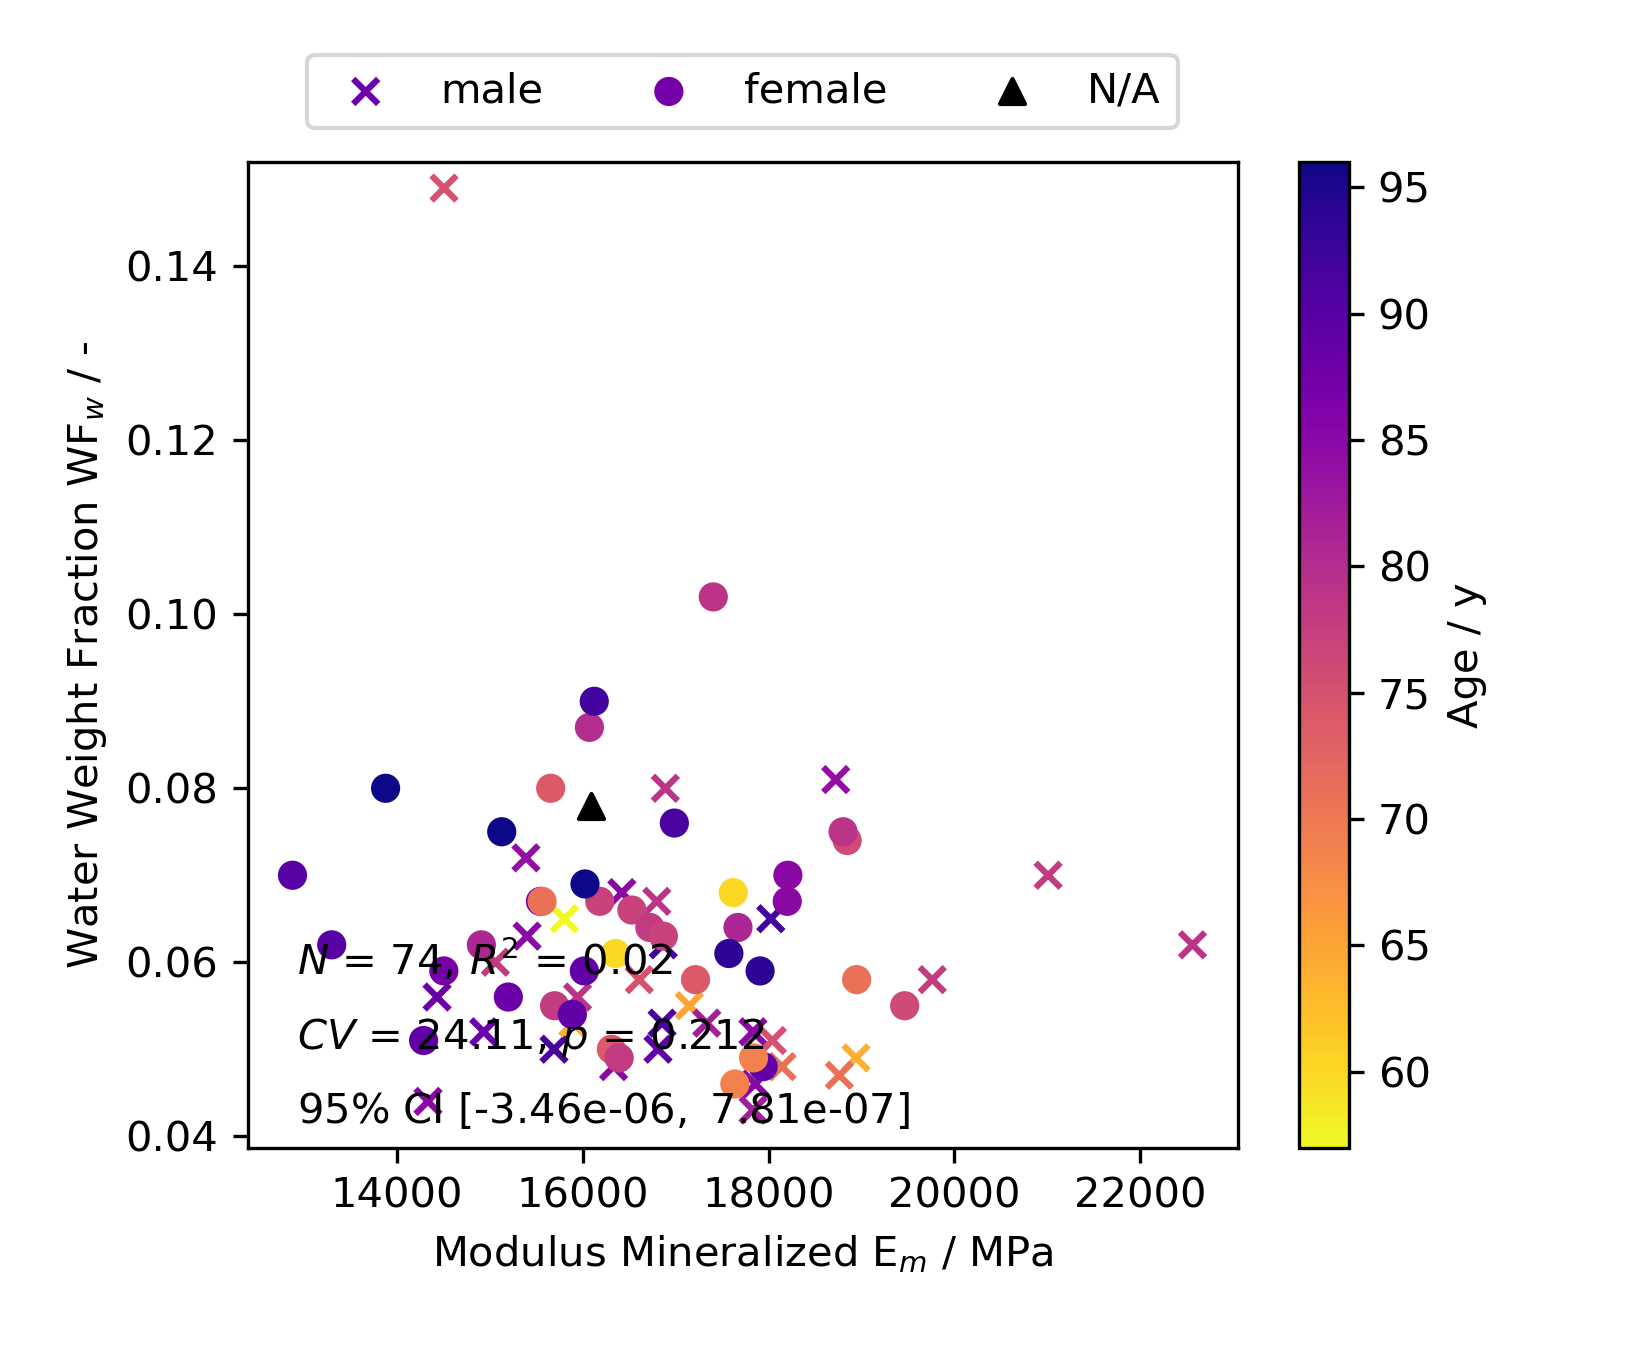 male female N/A
0.14
0.12
0.10
0.08
0.06
0.04
Water Weight Fraction WF_w / -
N = 74, R² = 0.02
CV = 24.11, p = 0.212
95% CI [-3.46e-06, 7.81e-07]
14000 16000 18000 20000 22000
Modulus Mineralized E_m / MPa
95
90
85
80
75
70
65
60
Age / y